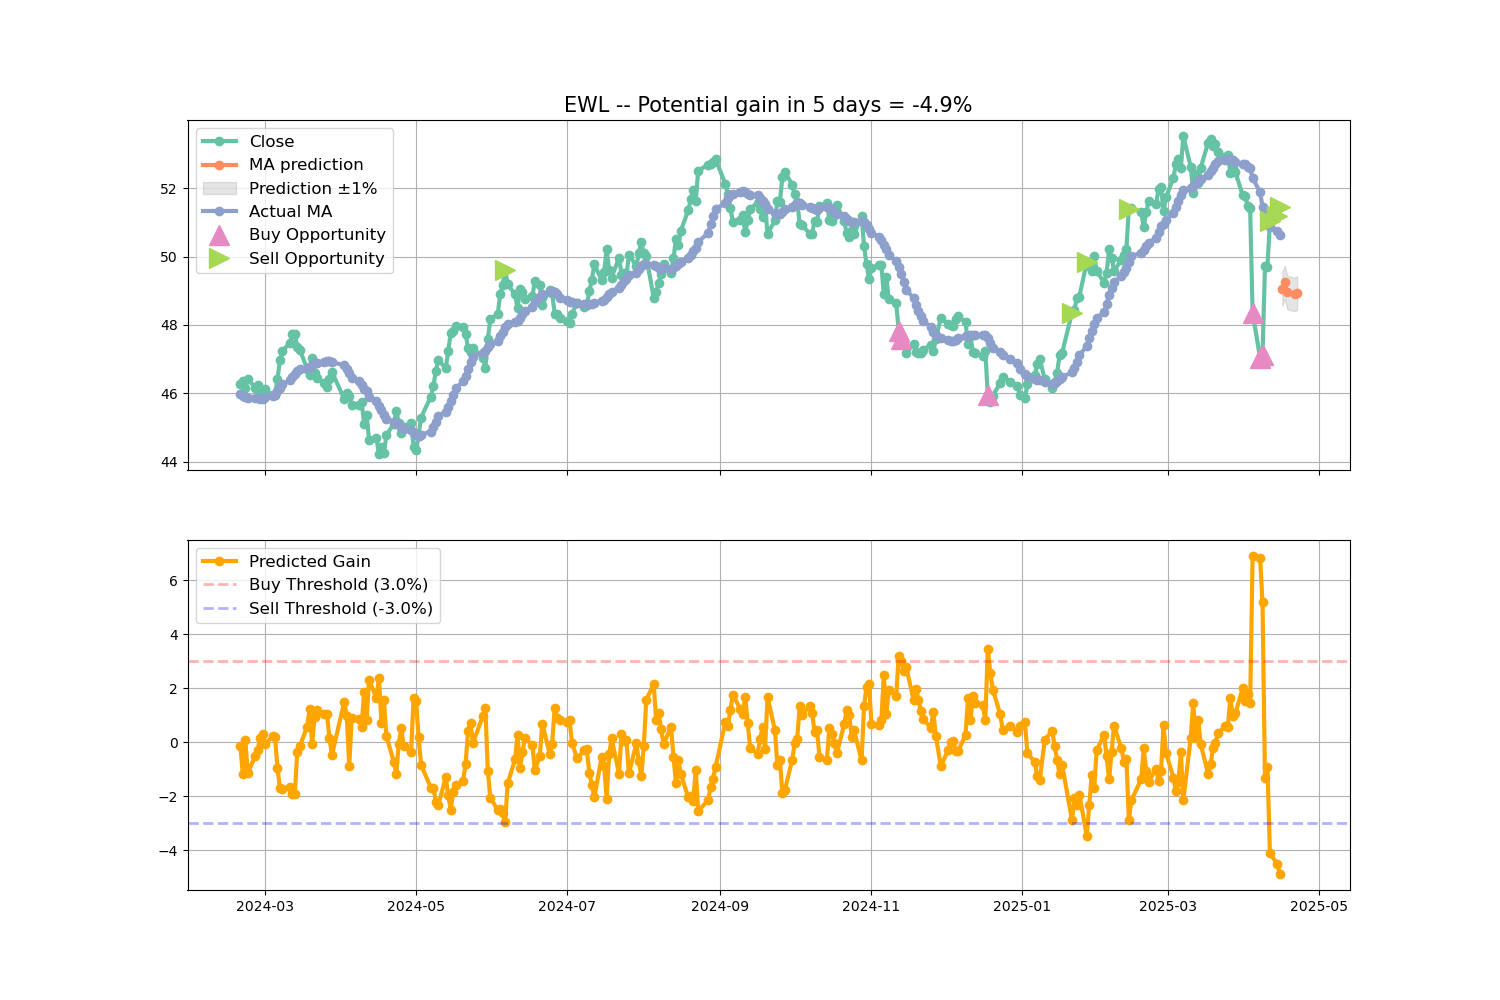 EWL -- Potential gain in 5 days = -4.9%
Close
MA prediction
Prediction ±1%
Actual MA
Buy Opportunity
Sell Opportunity
52
50
48
46
44
Predicted Gain
Buy Threshold (3.0%)
Sell Threshold (-3.0%)
6
4
2
0
−2
−4
2024-03 2024-05 2024-07 2024-09 2024-11 2025-01 2025-03 2025-05